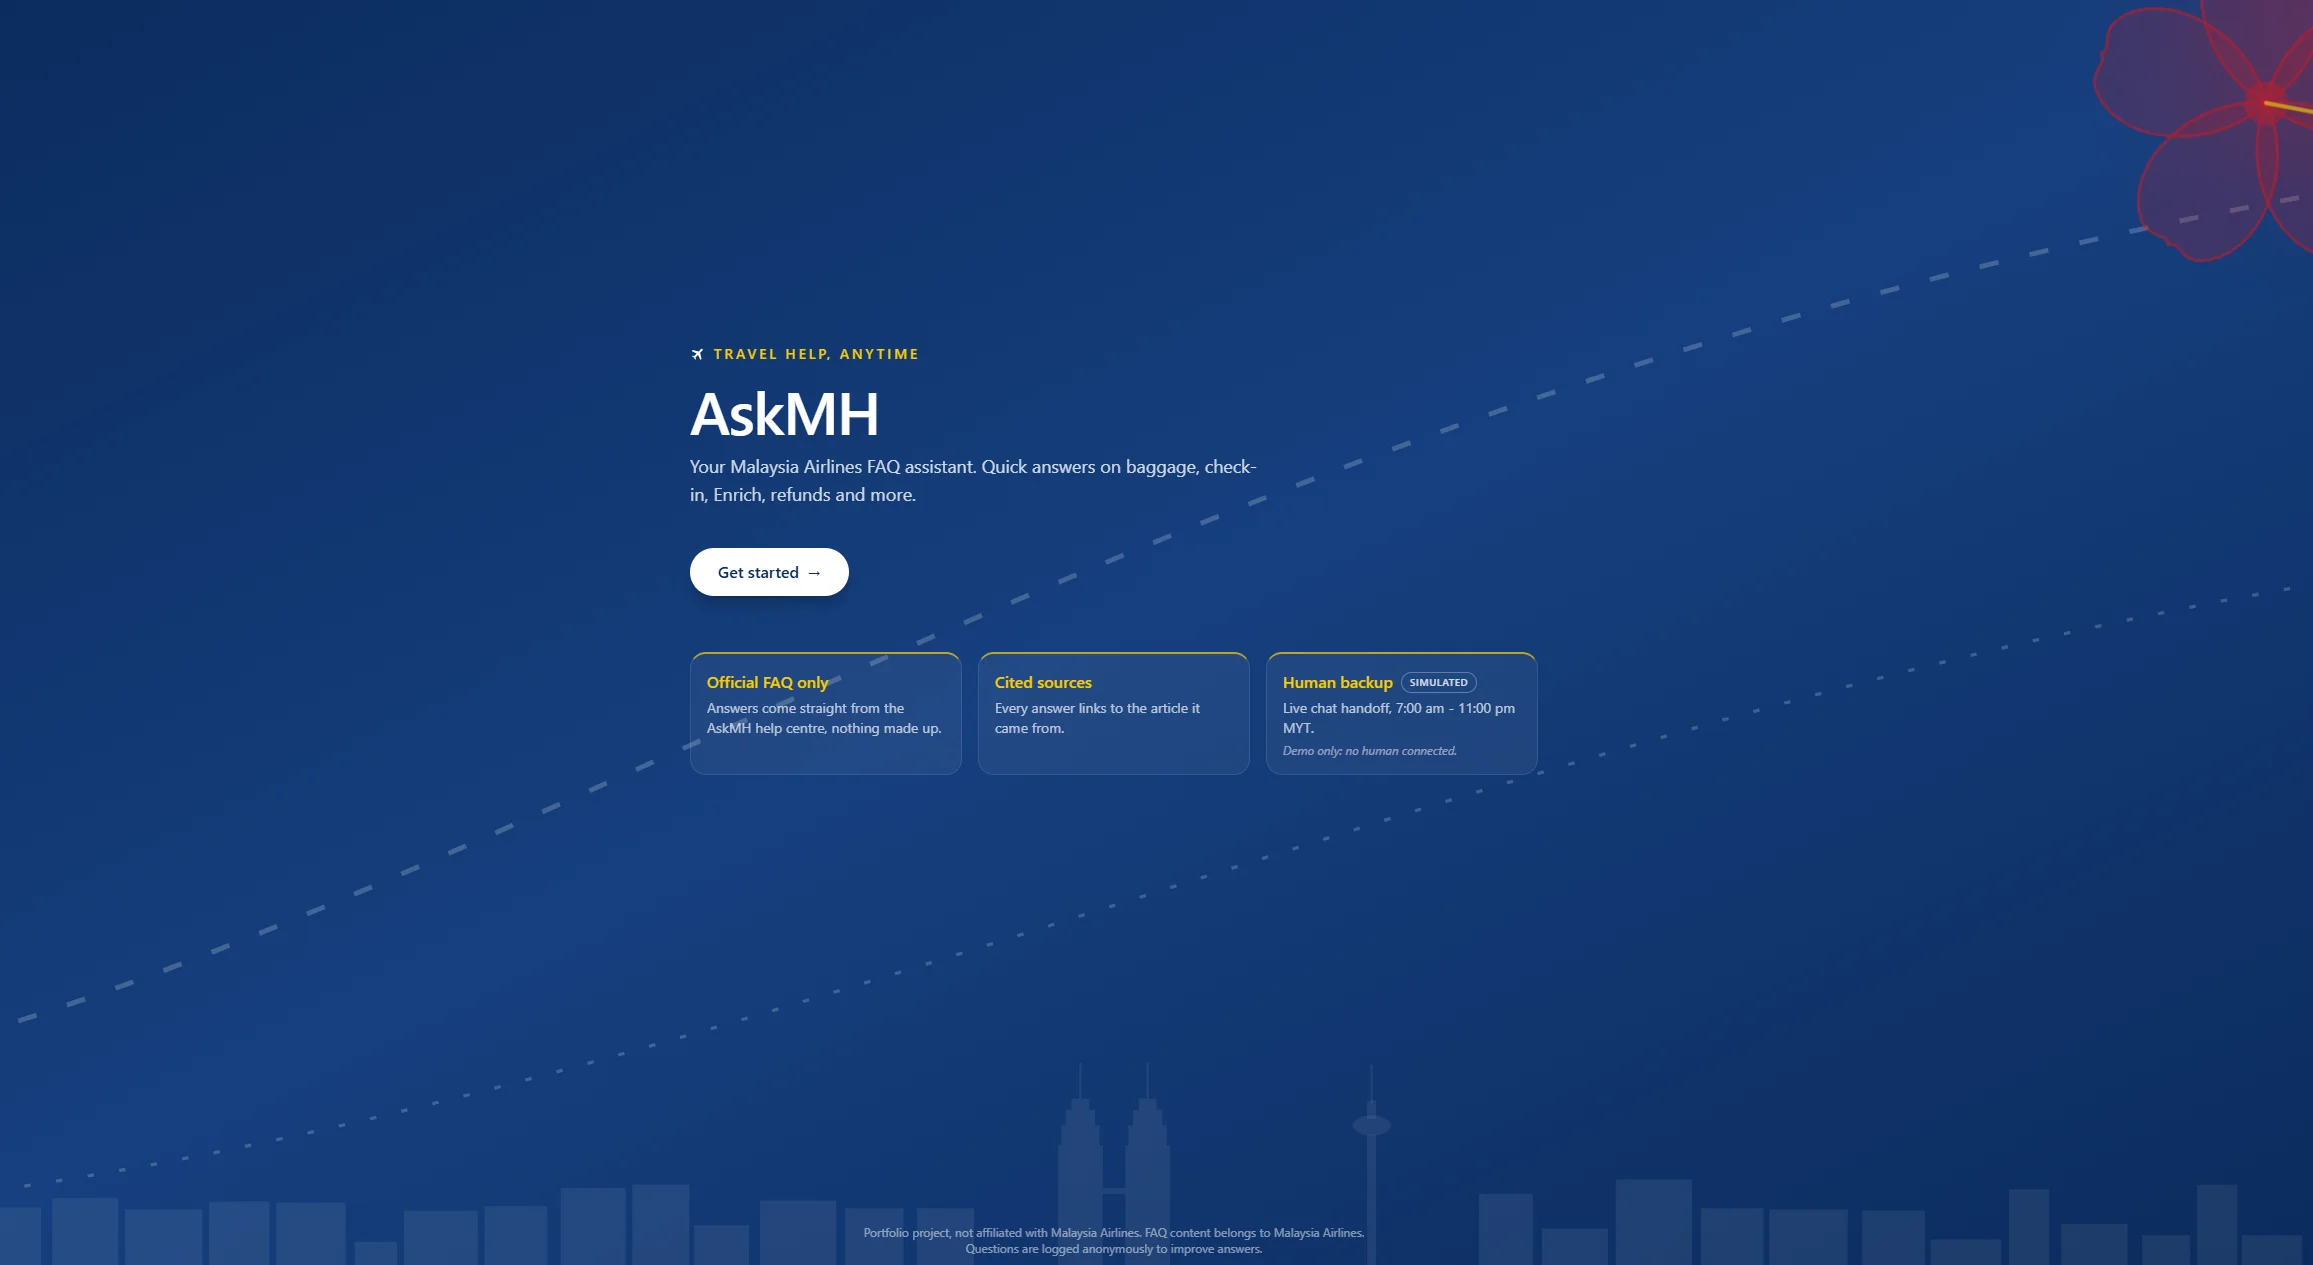 TRAVEL HELP, ANYTIME
AskMH
Your Malaysia Airlines FAQ assistant. Quick answers on baggage, check-
in, Enrich, refunds and more.
Get started →
Official FAQ only
Answers come straight from the
AskMH help centre, nothing made up.
Cited sources
Every answer links to the article it
came from.
Human backup SIMULATED
Live chat handoff, 7:00 am - 11:00 pm
MYT.
Demo only: no human connected.
Portfolio project, not affiliated with Malaysia Airlines. FAQ content belongs to Malaysia Airlines.
Questions are logged anonymously to improve answers.